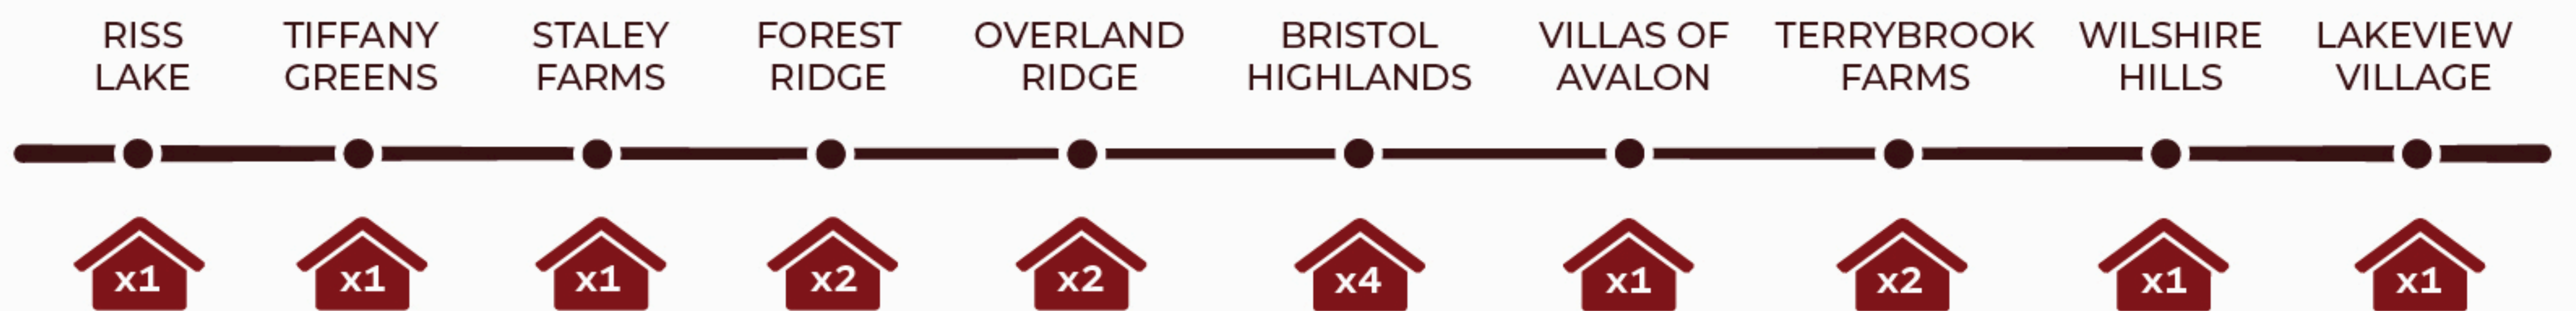 RISS
LAKE
TIFFANY
GREENS
STALEY
FARMS
FOREST
RIDGE
OVERLAND
RIDGE
BRISTOL
HIGHLANDS
VILLAS OF
AVALON
TERRYBROOK
FARMS
WILSHIRE
HILLS
LAKEVIEW
VILLAGE
x1
x1
x1
x2
x2
x4
x1
x2
x1
x1